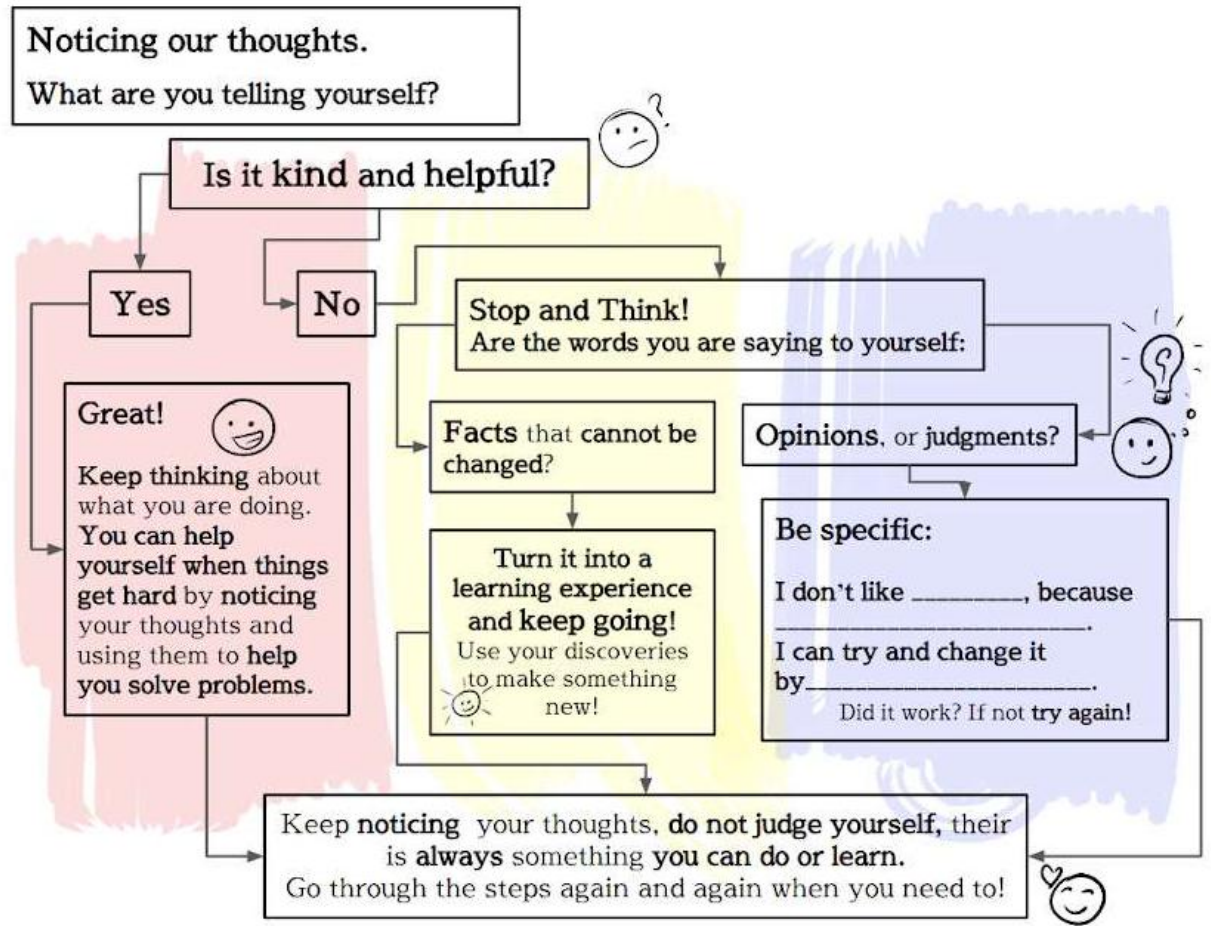 Noticing our thoughts.
What are you telling yourself?
?
Is it kind and helpful?
Yes
No
Stop and Think!
Are the words you are saying to yourself:
Great!
Keep thinking about
what you are doing.
You can help
yourself when things
get hard by noticing
your thoughts and
using them to help
you solve problems.
Facts that cannot be
changed?
Turn it into a
learning experience
and keep going!
Use your discoveries
to make something
new!
Opinions, or judgments?
Be specific:
I don't like _________, because
_________________________.
I can try and change it
by_______________________.
Did it work? If not try again!
Keep noticing your thoughts, do not judge yourself, their
is always something you can do or learn.
Go through the steps again and again when you need to!